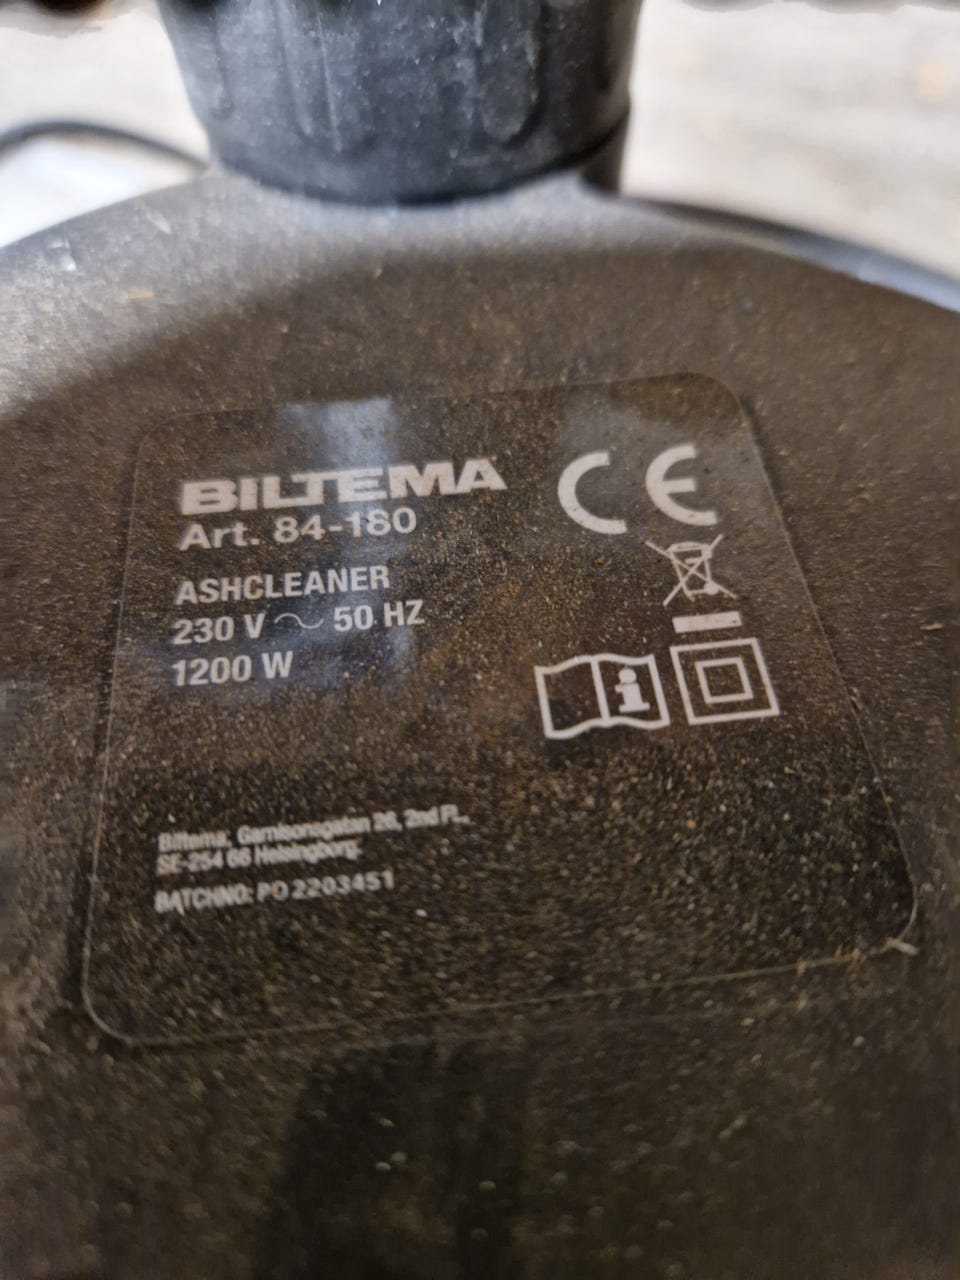 BILTEMA
Art. 84-180
CE
ASHCLEANER
230 V ~ 50 HZ
1200 W
i
Biltema, Garnisonsgatan 26, 2nd Fl.,
SE-254 66 Helsingborg.
BATCHNO: PO 2203451